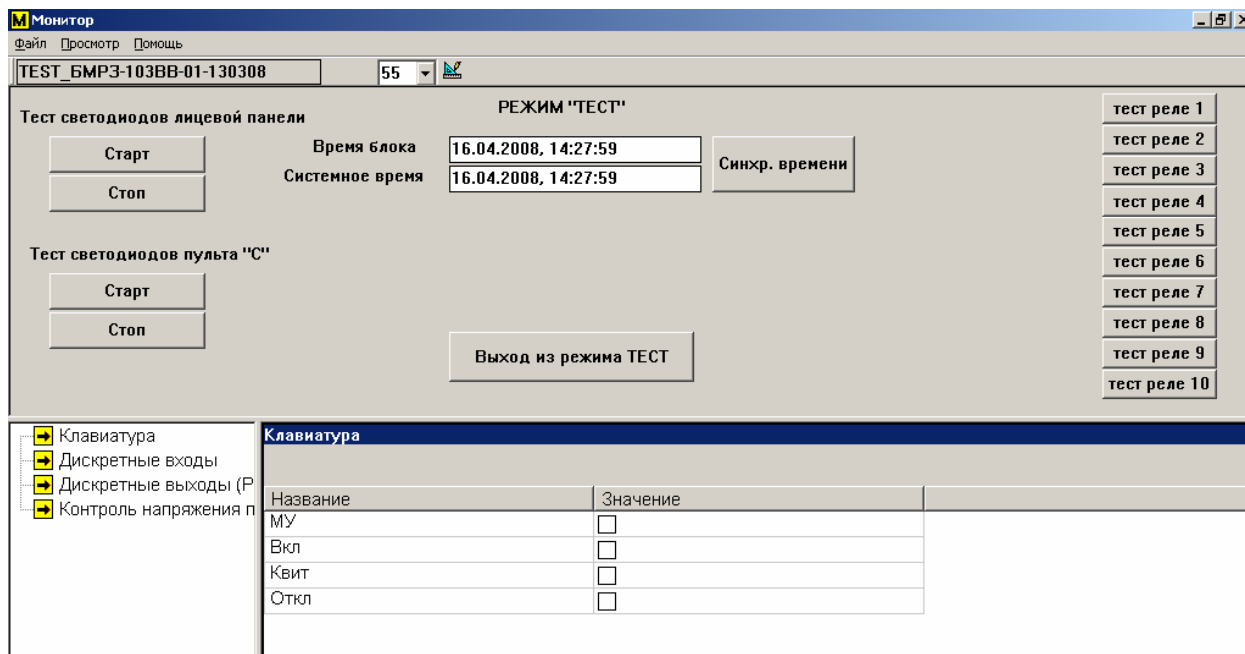 Монитор
Файл Просмотр Помощь
TEST_БМРЗ-103ВВ-01-130308 55
РЕЖИМ "ТЕСТ"
Тест светодиодов лицевой панели
Старт
Стоп
Время блока 16.04.2008, 14:27:59
Системное время 16.04.2008, 14:27:59
Синхр. времени
Тест светодиодов пульта "С"
Старт
Стоп
Выход из режима ТЕСТ
тест реле 1
тест реле 2
тест реле 3
тест реле 4
тест реле 5
тест реле 6
тест реле 7
тест реле 8
тест реле 9
тест реле 10
Клавиатура
Дискретные входы
Дискретные выходы (Р
Контроль напряжения п
Клавиатура
Название Значение
МУ
Вкл
Квит
Откл